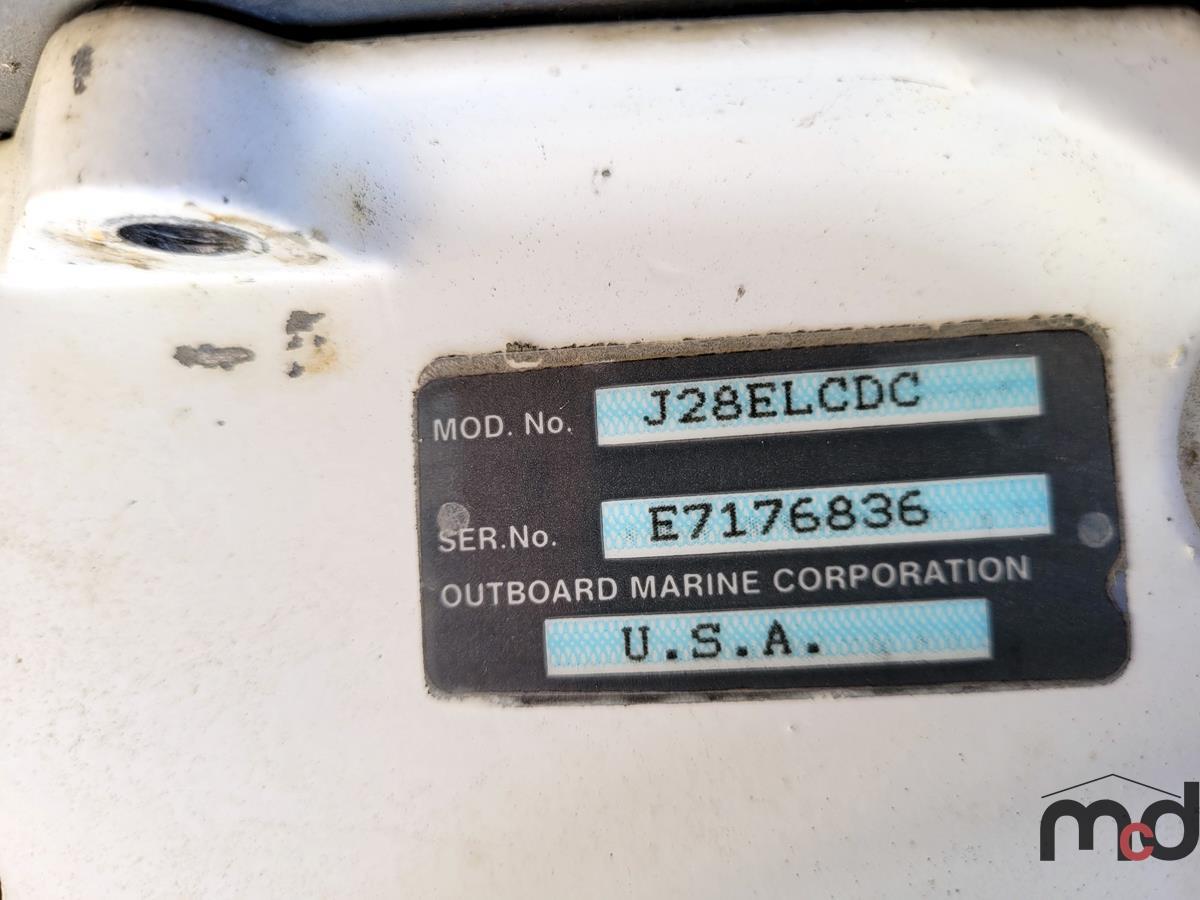 MOD. No. J28ELCDC
SER.No. E7176836
OUTBOARD MARINE CORPORATION
U.S.A.
mcd